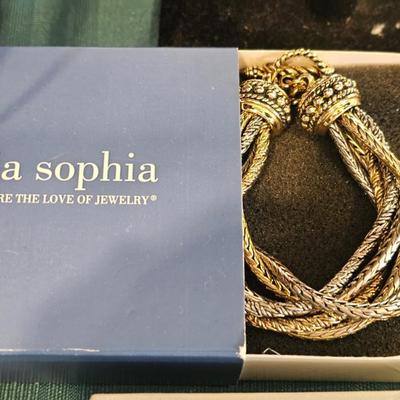 a sophia
RE THE LOVE OF JEWELRY®